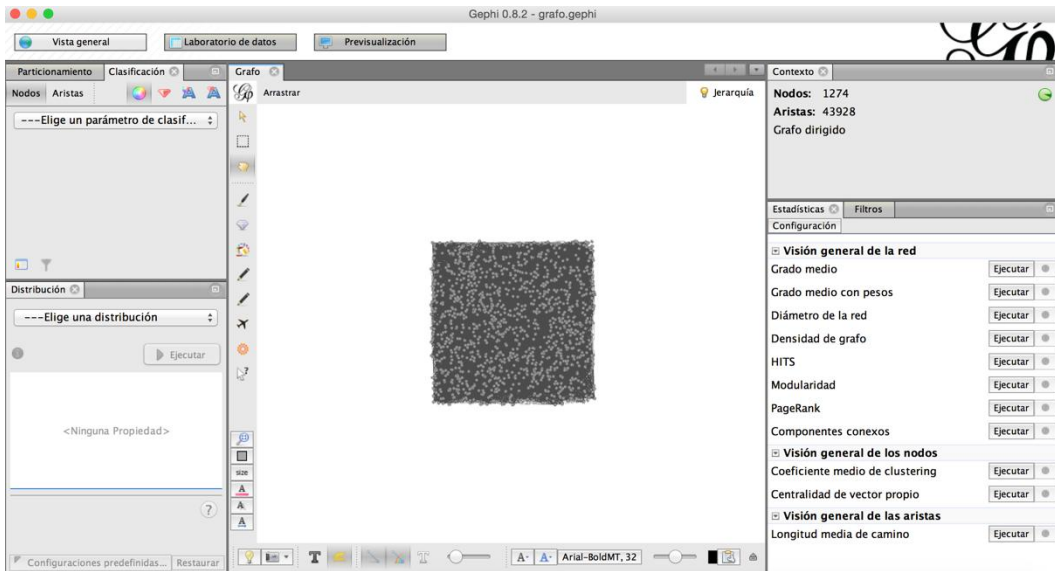 Gephi 0.8.2 - grafo.gephi
Vista general
Laboratorio de datos
Previsualización
Particionamiento
Clasificación
Nodos
Aristas
---Elige un parámetro de clasif...
Distribución
---Elige una distribución
Ejecutar
<Ninguna Propiedad>
?
Configuraciones predefinidas...
Restaurar
Grafo
Arrastrar
Jerarquía
size
A
A
A
T
T
A-
A-
Arial-BoldMT, 32
Contexto
Nodos: 1274
Aristas: 43928
Grafo dirigido
Estadísticas
Filtros
Configuración
Visión general de la red
Grado medio Ejecutar
Grado medio con pesos Ejecutar
Diámetro de la red Ejecutar
Densidad de grafo Ejecutar
HITS Ejecutar
Modularidad Ejecutar
PageRank Ejecutar
Componentes conexos Ejecutar
Visión general de los nodos
Coeficiente medio de clustering Ejecutar
Centralidad de vector propio Ejecutar
Visión general de las aristas
Longitud media de camino Ejecutar